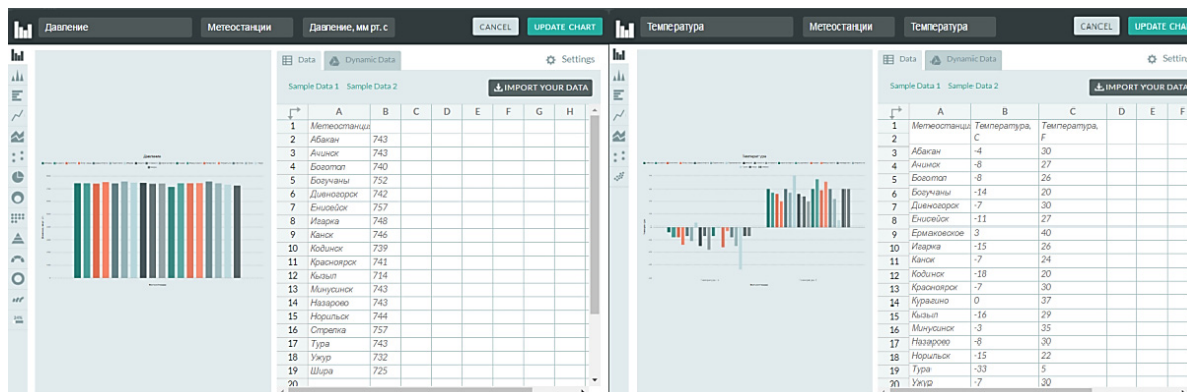 Давление Метеостанции Давление, мм рт. с CANCEL UPDATE CHART
Data Dynamic Data Settings
Sample Data 1 Sample Data 2 IMPORT YOUR DATA
A B C D E F G H
1 Метеостанци
2 Абакан 743
3 Ачинск 743
4 Боготол 740
5 Богучаны 752
6 Дивногорск 742
7 Енисейск 757
8 Игарка 748
9 Канск 746
10 Кодинск 739
11 Красноярск 741
12 Кызыл 714
13 Минусинск 743
14 Назарово 743
15 Норильск 744
16 Стрелка 757
17 Тура 743
18 Ужур 732
19 Шира 725
20
Давление
Температура Метеостанции Температура CANCEL UPDATE CHA
Data Dynamic Data Setting
Sample Data 1 Sample Data 2 IMPORT YOUR DATA
A B C D E F
1 Метеостанци Температура, Температура,
2 C F
3 Абакан -4 30
4 Ачинск -8 27
5 Боготол -8 26
6 Богучаны -14 20
7 Дивногорск -7 30
8 Енисейск -11 27
9 Ермаковское 3 40
10 Игарка -15 26
11 Канск -7 24
12 Кодинск -18 20
13 Красноярск -7 30
14 Курагино 0 37
15 Кызыл -16 29
16 Минусинск -3 35
17 Назарово -8 30
18 Норильск -15 22
19 Тура -33 5
20 Ужур -7 30
Температура